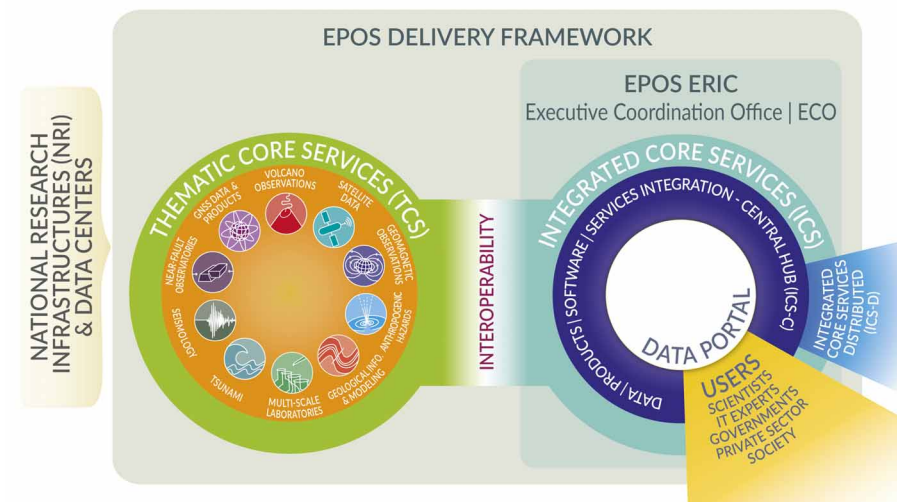 EPOS DELIVERY FRAMEWORK
NATIONAL RESEARCH
INFRASTRUCTURES (NRI)
& DATA CENTERS
EPOS ERIC
Executive Coordination Office | ECO
THEMATIC CORE SERVICES (TCS)
VOLCANO
OBSERVATIONS
SATELLITE
DATA
GEOMAGNETIC
OBSERVATIONS
ANTHROPOGENIC
HAZARDS
GEOLOGICAL INFO.
& MODELING
MULTI-SCALE
LABORATORIES
TSUNAMI
SEISMOLOGY
NEAR-FAULT
OBSERVATORIES
GNSS DATA &
PRODUCTS
INTEROPERABILITY
INTEGRATED CORE SERVICES (ICS)
DATA | PRODUCTS | SOFTWARE | SERVICES INTEGRATION - CENTRAL HUB (ICS-C)
DATA PORTAL
INTEGRATED
CORE SERVICES
DISTRIBUTED
(ICS-D)
USERS
SCIENTISTS
IT EXPERTS
GOVERNMENTS
PRIVATE SECTOR
SOCIETY